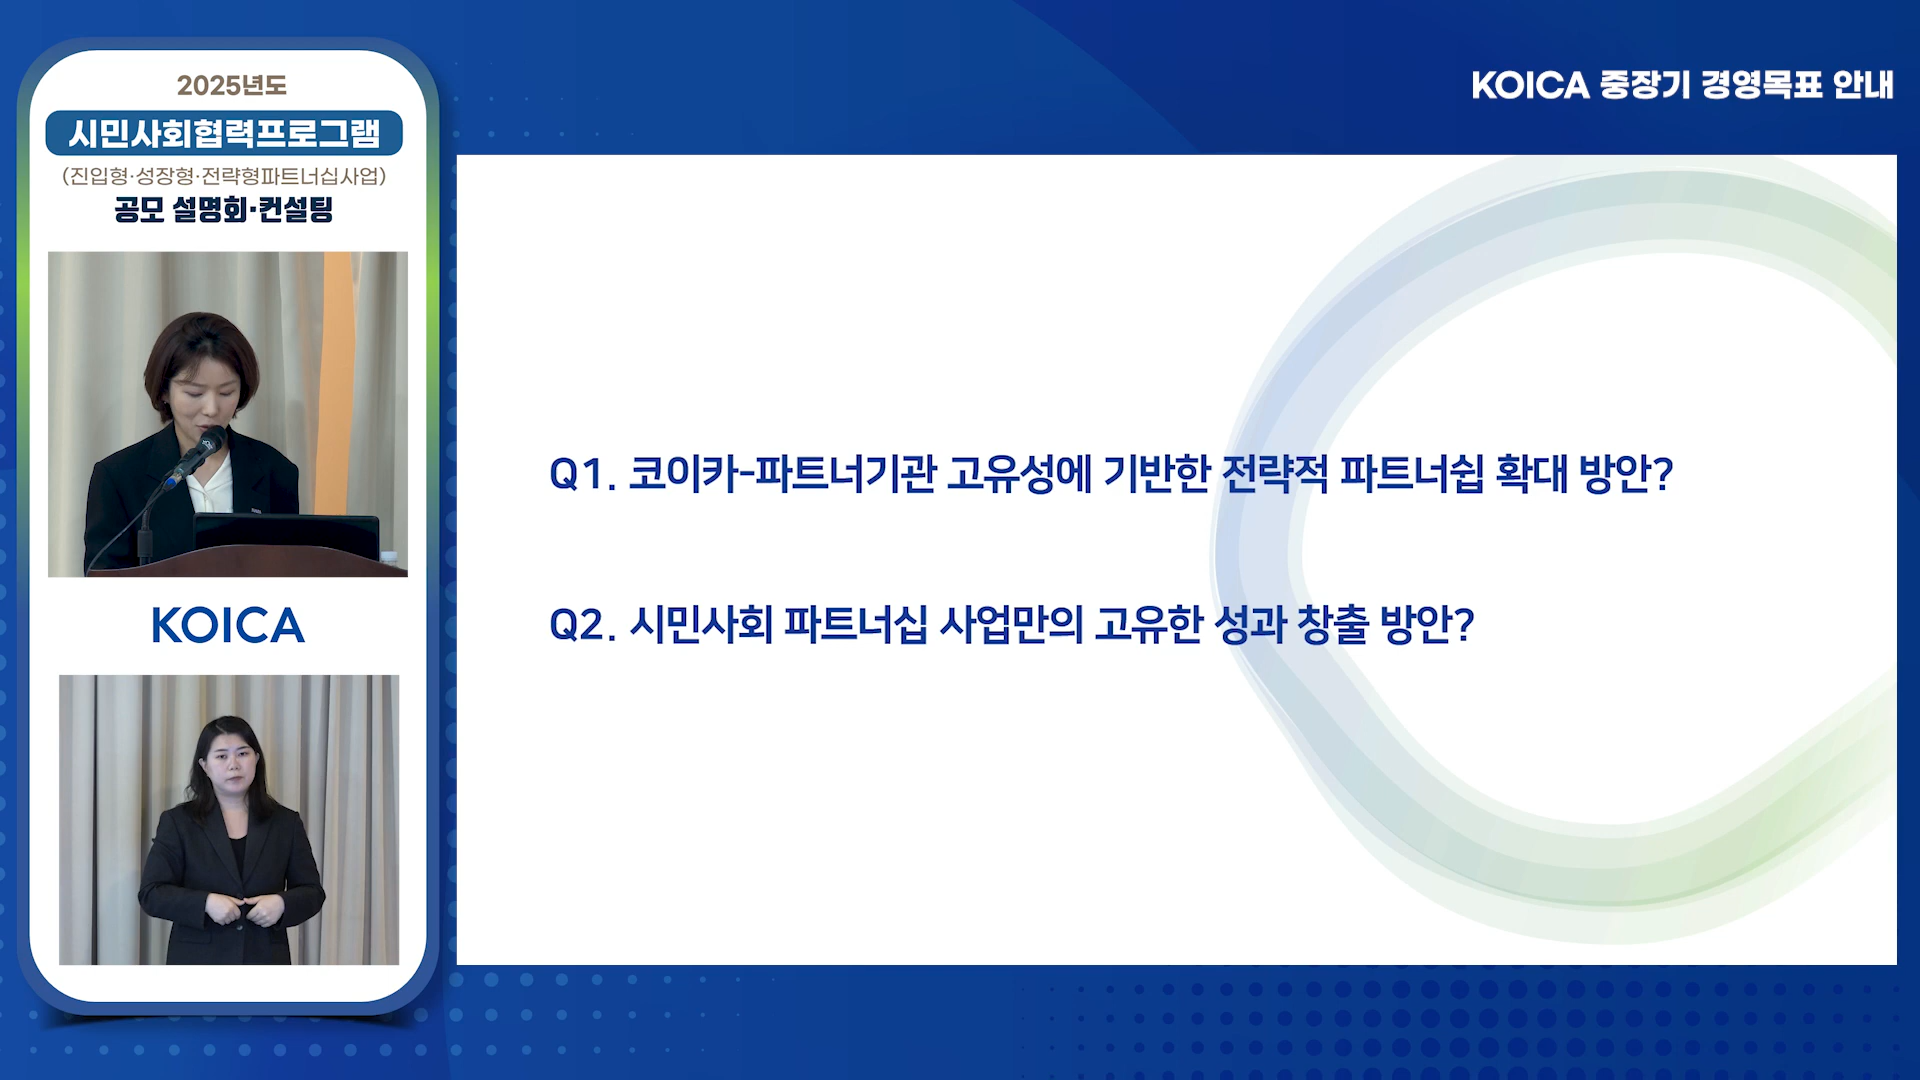 2025년도
시민사회협력프로그램
(진입형·성장형·전략형파트너십사업)
공모 설명회·컨설팅
KOICA
KOICA 중장기 경영목표 안내
Q1. 코이카-파트너기관 고유성에 기반한 전략적 파트너쉽 확대 방안?
Q2. 시민사회 파트너십 사업만의 고유한 성과 창출 방안?